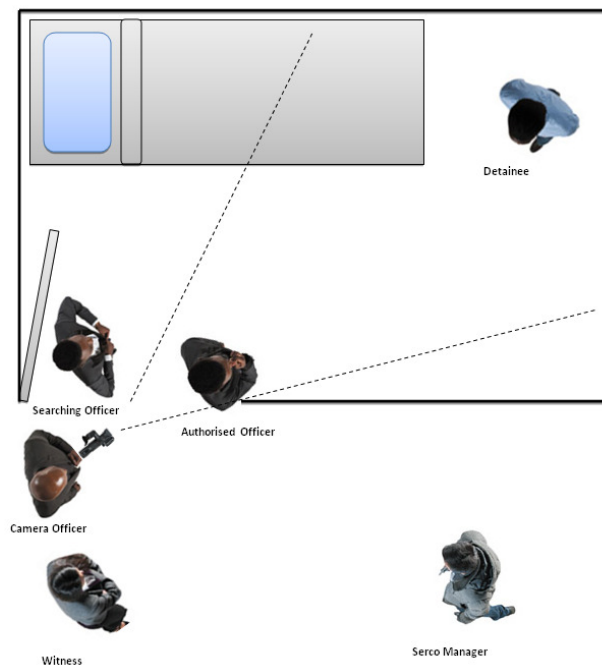 Detainee
Searching Officer
Authorised Officer
Camera Officer
Witness
Serco Manager